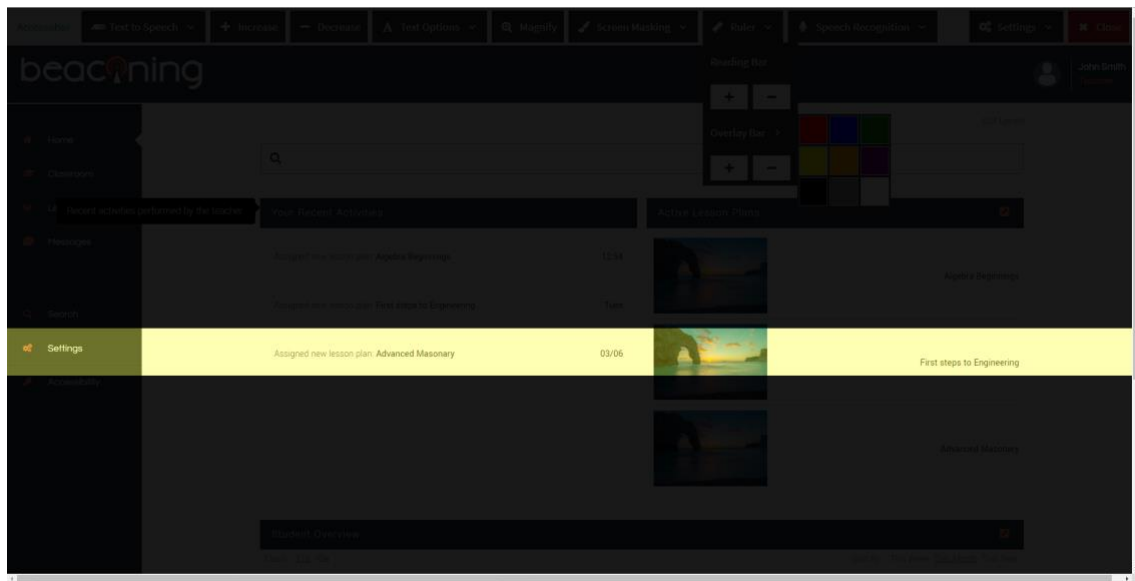 Text to Speech
Increase
Decrease
Text Options
Magnify
Screen Masking
Ruler
Speech Recognition
Settings
Close
beaconing
John Smith
Reading Bar
+ −
Overlay Bar
+ −
Home
Classroom
Recent activities performed by the teacher
Messages
Search
Settings
Accessibility
Your Recent Activities
Assigned new lesson plan: Algebra Beginnings 12:54
Assigned new lesson plan: First steps to Engineering Tues
Assigned new lesson plan: Advanced Masonary 03/06
Active Lesson Plans
Algebra Beginnings
First steps to Engineering
Advanced Masonary
Student Overview